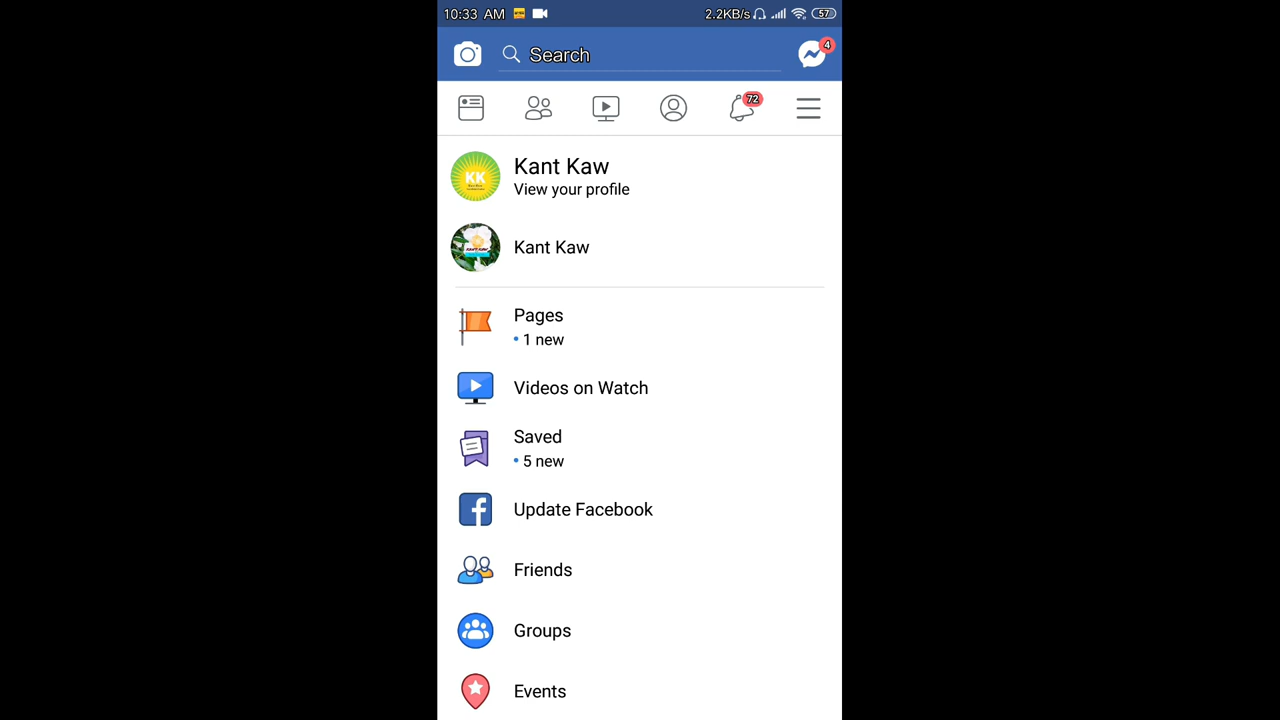 10:33 AM 2.2KB/s 57
Search 4
72
KK
Kant Kaw
View your profile
Kant Kaw
Pages
• 1 new
Videos on Watch
Saved
• 5 new
Update Facebook
Friends
Groups
Events